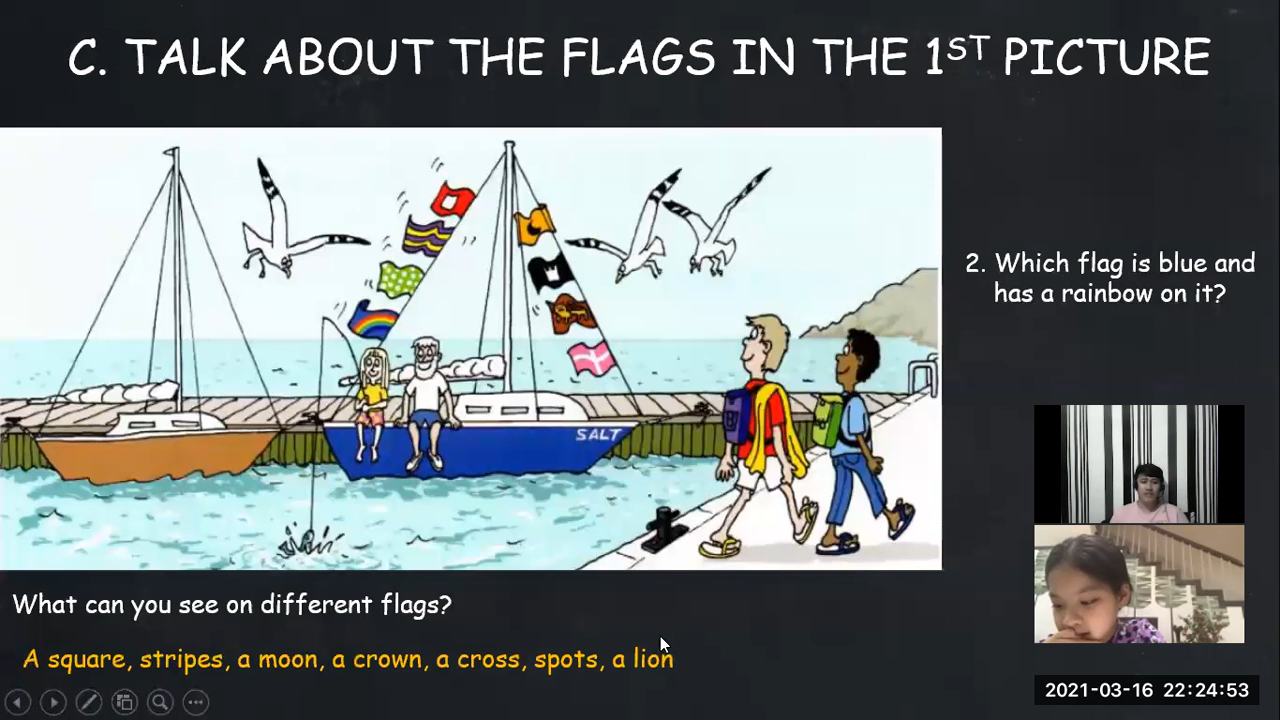 C. TALK ABOUT THE FLAGS IN THE 1ST PICTURE
2. Which flag is blue and
has a rainbow on it?
SALT
What can you see on different flags?
A square, stripes, a moon, a crown, a cross, spots, a lion
2021-03-16 22:24:53